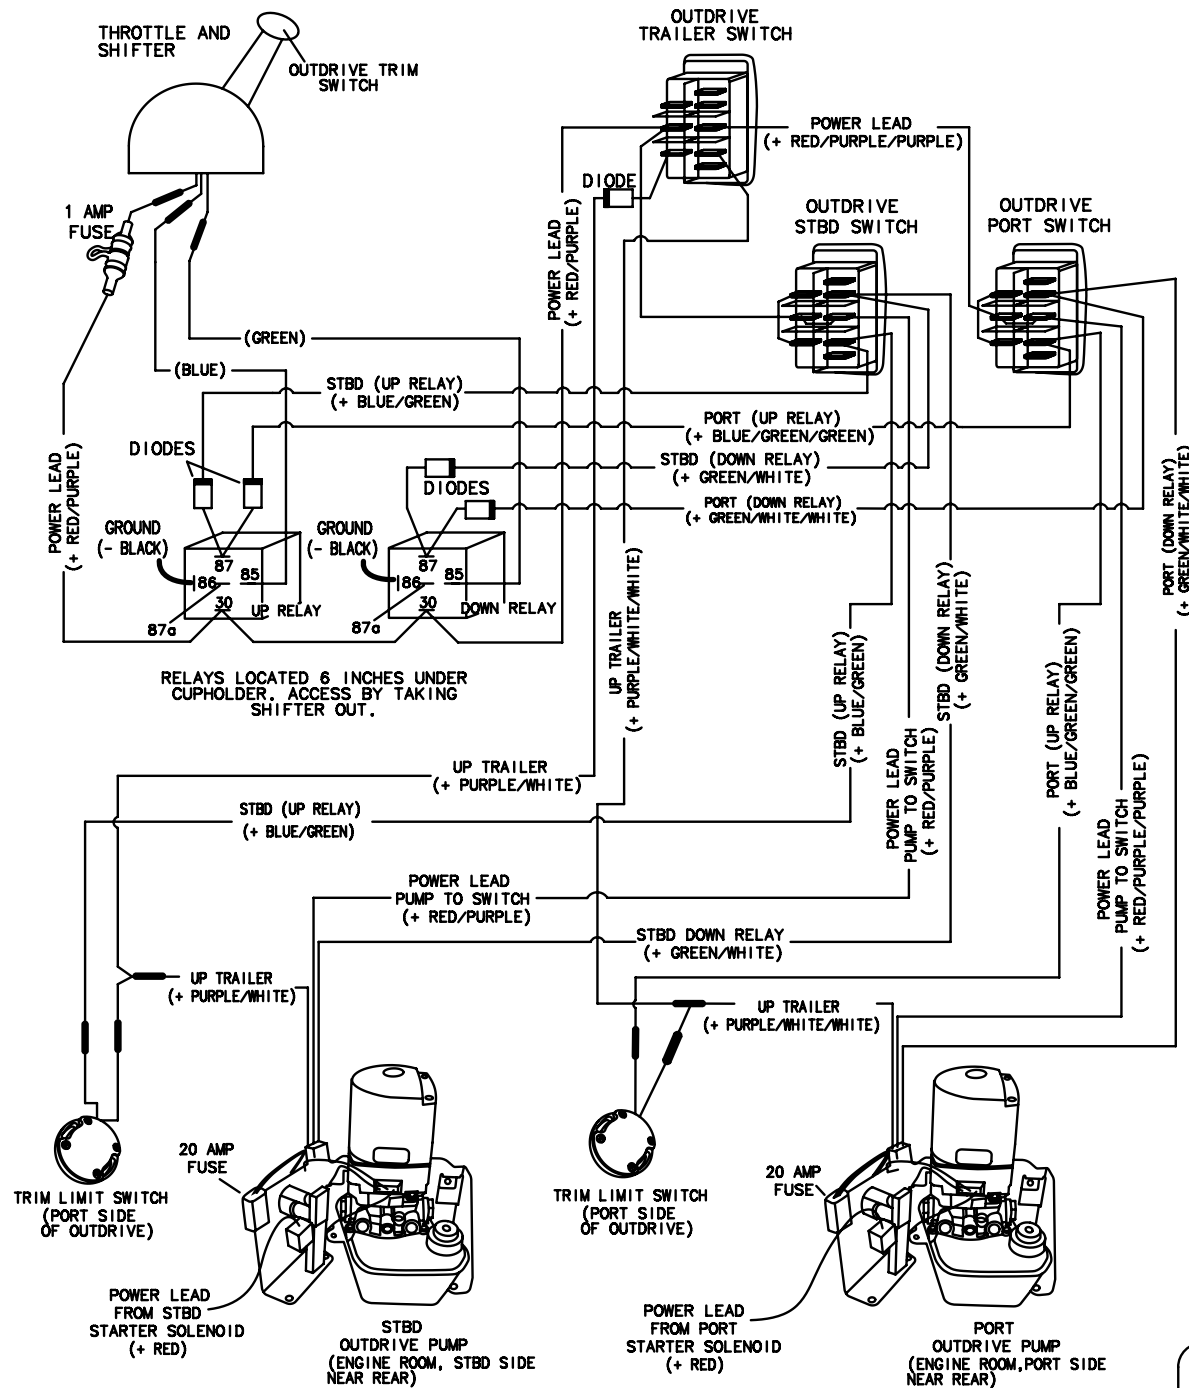 OUTDRIVE
TRAILER SWITCH
THROTTLE AND
SHIFTER
OUTDRIVE TRIM
SWITCH
POWER LEAD
(+ RED/PURPLE/PURPLE)
DIODE
1 AMP
FUSE
OUTDRIVE
STBD SWITCH
OUTDRIVE
PORT SWITCH
POWER LEAD
(+ RED/PURPLE)
(GREEN)
(BLUE)
STBD (UP RELAY)
(+ BLUE/GREEN)
PORT (UP RELAY)
(+ BLUE/GREEN/GREEN)
DIODES
STBD (DOWN RELAY)
(+ GREEN/WHITE)
DIODES
PORT (DOWN RELAY)
(+ GREEN/WHITE/WHITE)
POWER LEAD
(+ RED/PURPLE)
PORT (DOWN RELAY)
(+ GREEN/WHITE/WHITE)
GROUND
(- BLACK)
GROUND
(- BLACK)
87
86 85
30
87a
UP RELAY
87
86 85
30
87a
DOWN RELAY
RELAYS LOCATED 6 INCHES UNDER
CUPHOLDER. ACCESS BY TAKING
SHIFTER OUT.
UP TRAILER
(+ PURPLE/WHITE/WHITE)
STBD (UP RELAY)
(+ BLUE/GREEN)
STBD (DOWN RELAY)
(+ GREEN/WHITE)
PORT (UP RELAY)
(+ BLUE/GREEN/GREEN)
POWER LEAD
PUMP TO SWITCH
(+ RED/PURPLE)
POWER LEAD
PUMP TO SWITCH
(+ RED/PURPLE/PURPLE)
UP TRAILER
(+ PURPLE/WHITE)
STBD (UP RELAY)
(+ BLUE/GREEN)
POWER LEAD
PUMP TO SWITCH
(+ RED/PURPLE)
STBD DOWN RELAY
(+ GREEN/WHITE)
UP TRAILER
(+ PURPLE/WHITE)
UP TRAILER
(+ PURPLE/WHITE/WHITE)
20 AMP
FUSE
20 AMP
FUSE
TRIM LIMIT SWITCH
(PORT SIDE
OF OUTDRIVE)
TRIM LIMIT SWITCH
(PORT SIDE
OF OUTDRIVE)
POWER LEAD
FROM STBD
STARTER SOLENOID
(+ RED)
STBD
OUTDRIVE PUMP
(ENGINE ROOM, STBD SIDE
NEAR REAR)
POWER LEAD
FROM PORT
STARTER SOLENOID
(+ RED)
PORT
OUTDRIVE PUMP
(ENGINE ROOM,PORT SIDE
NEAR REAR)